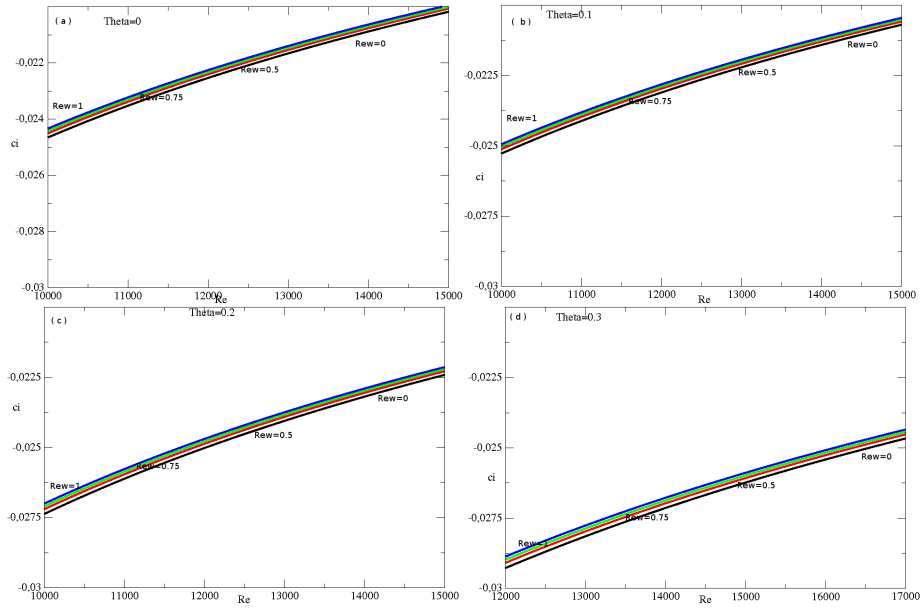 ( a )
Theta=0
Rew=0
-0,022
Rew=0.5
Rew=0.75
Rew=1
-0,024
ci
-0,026
-0,028
-0,03
10000 11000 12000 13000 14000 15000
Re
( b )
Theta=0.1
Rew=0
-0,0225
Rew=0.5
Rew=0.75
Rew=1
-0,025
ci
-0,0275
-0,03
10000 11000 12000 13000 14000 15000
Re
( c )
Theta=0.2
-0,0225
Rew=0
ci
Rew=0.5
-0,025
Rew=0.75
Rew=1
-0,0275
-0,03
10000 11000 12000 13000 14000 15000
Re
( d )
Theta=0.3
-0,0225
-0,025
Rew=0
ci
Rew=0.5
Rew=0.75
-0,0275
Rew=1
-0,03
12000 13000 14000 15000 16000 17000
Re